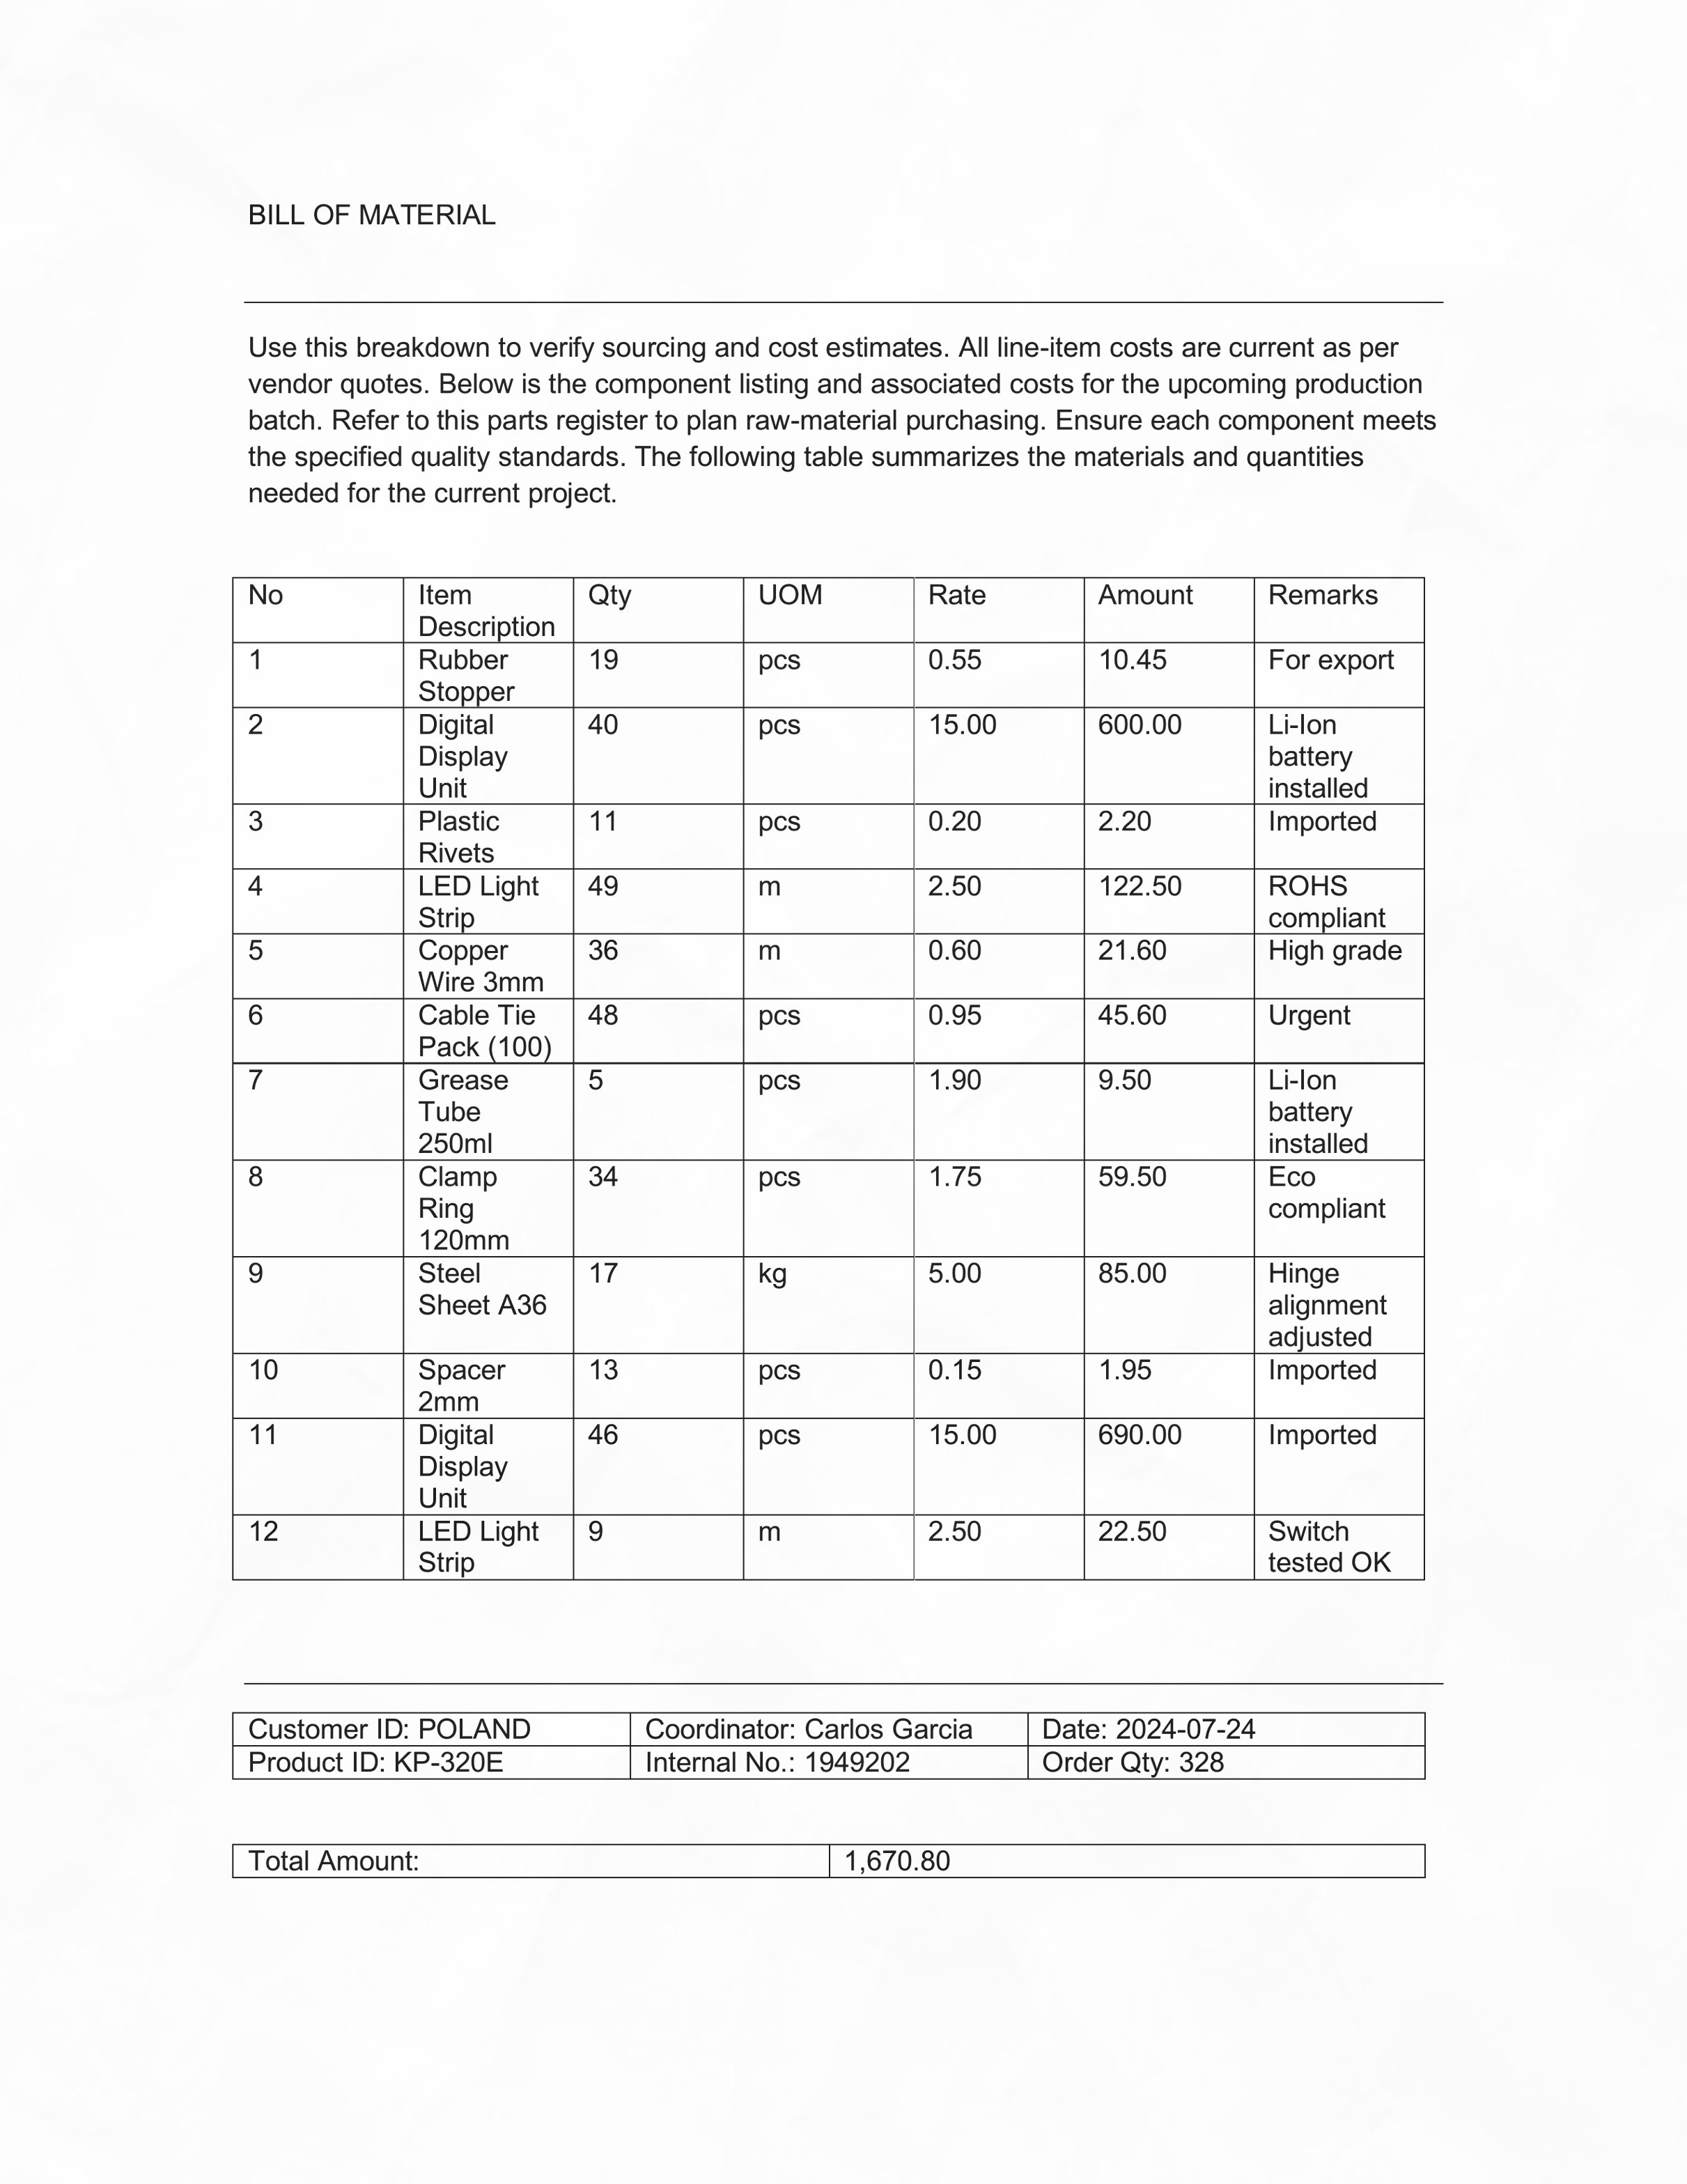 BILL OF MATERIAL
Use this breakdown to verify sourcing and cost estimates. All line-item costs are current as per
vendor quotes. Below is the component listing and associated costs for the upcoming production
batch. Refer to this parts register to plan raw-material purchasing. Ensure each component meets
the specified quality standards. The following table summarizes the materials and quantities
needed for the current project.
No Item Description Qty UOM Rate Amount Remarks
1 Rubber Stopper 19 pcs 0.55 10.45 For export
2 Digital Display Unit 40 pcs 15.00 600.00 Li-Ion battery installed
3 Plastic Rivets 11 pcs 0.20 2.20 Imported
4 LED Light Strip 49 m 2.50 122.50 ROHS compliant
5 Copper Wire 3mm 36 m 0.60 21.60 High grade
6 Cable Tie Pack (100) 48 pcs 0.95 45.60 Urgent
7 Grease Tube 250ml 5 pcs 1.90 9.50 Li-Ion battery installed
8 Clamp Ring 120mm 34 pcs 1.75 59.50 Eco compliant
9 Steel Sheet A36 17 kg 5.00 85.00 Hinge alignment adjusted
10 Spacer 2mm 13 pcs 0.15 1.95 Imported
11 Digital Display Unit 46 pcs 15.00 690.00 Imported
12 LED Light Strip 9 m 2.50 22.50 Switch tested OK
Customer ID: POLAND Coordinator: Carlos Garcia Date: 2024-07-24
Product ID: KP-320E Internal No.: 1949202 Order Qty: 328
Total Amount: 1,670.80